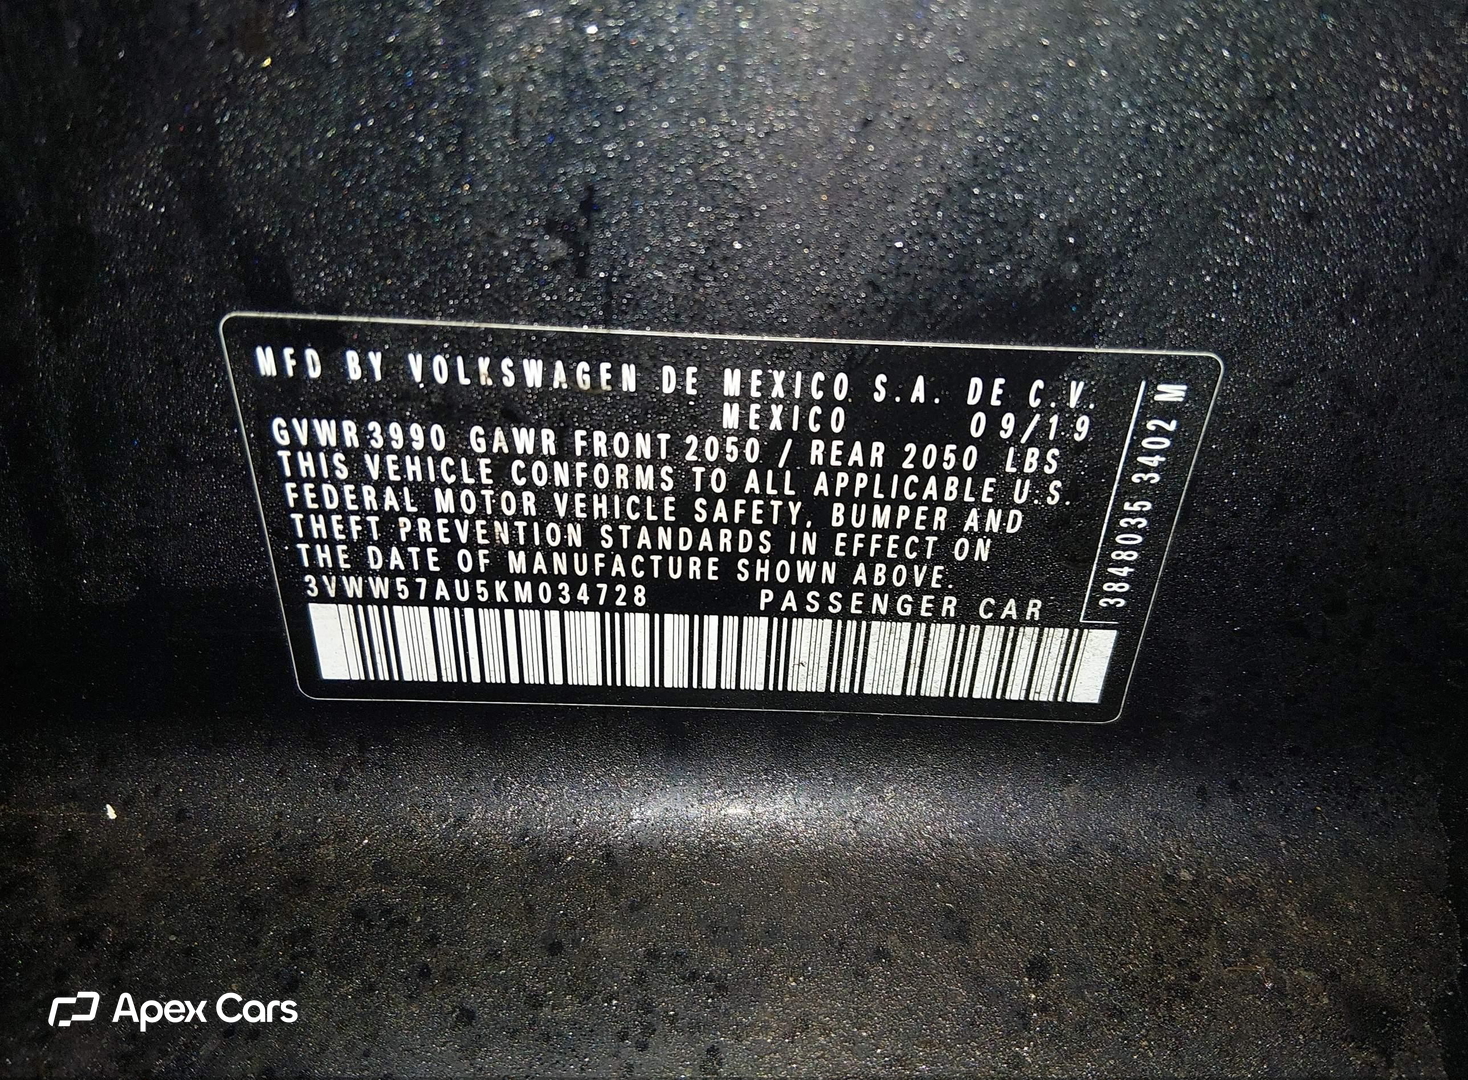 MFD BY VOLKSWAGEN DE MEXICO S.A. DE C.V.
MEXICO 09/19
GVWR 3990 GAWR FRONT 2050 / REAR 2050 LBS
THIS VEHICLE CONFORMS TO ALL APPLICABLE U.S.
FEDERAL MOTOR VEHICLE SAFETY, BUMPER AND
THEFT PREVENTION STANDARDS IN EFFECT ON
THE DATE OF MANUFACTURE SHOWN ABOVE.
3VWW57AU5KM034728 PASSENGER CAR
3848035 3402 M
Apex Cars